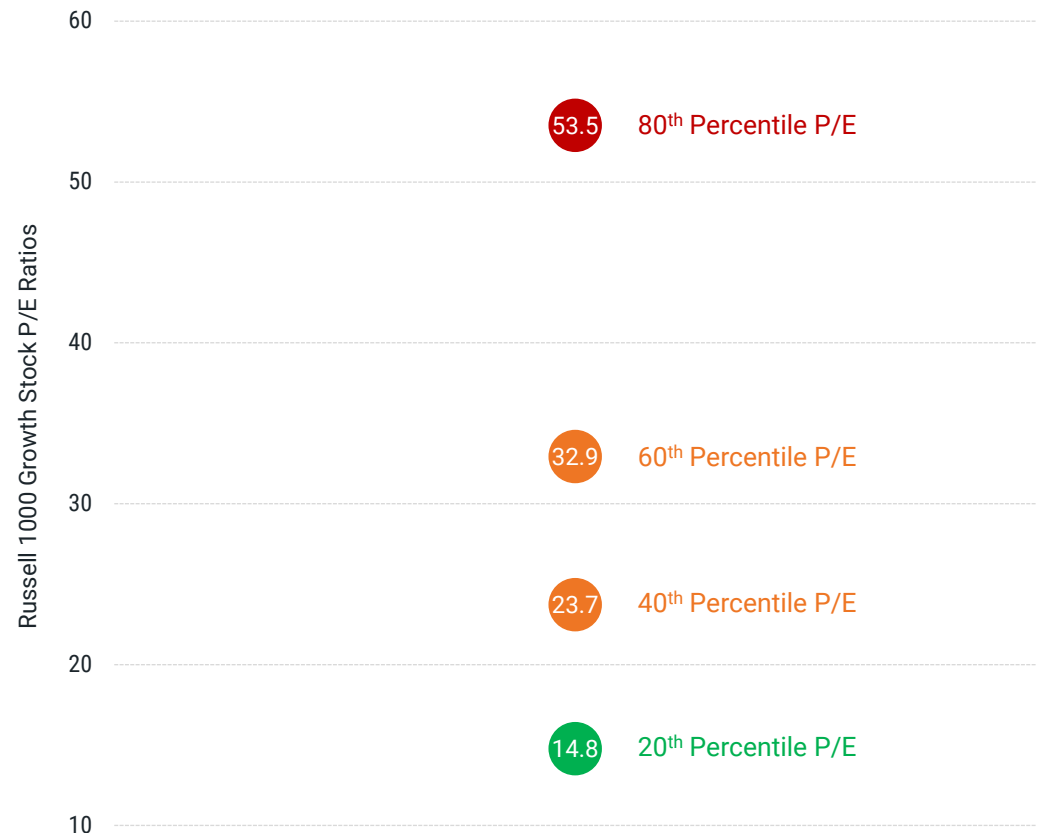 60
53.5 80th Percentile P/E
50
Russell 1000 Growth Stock P/E Ratios
40
32.9 60th Percentile P/E
30
23.7 40th Percentile P/E
20
14.8 20th Percentile P/E
10